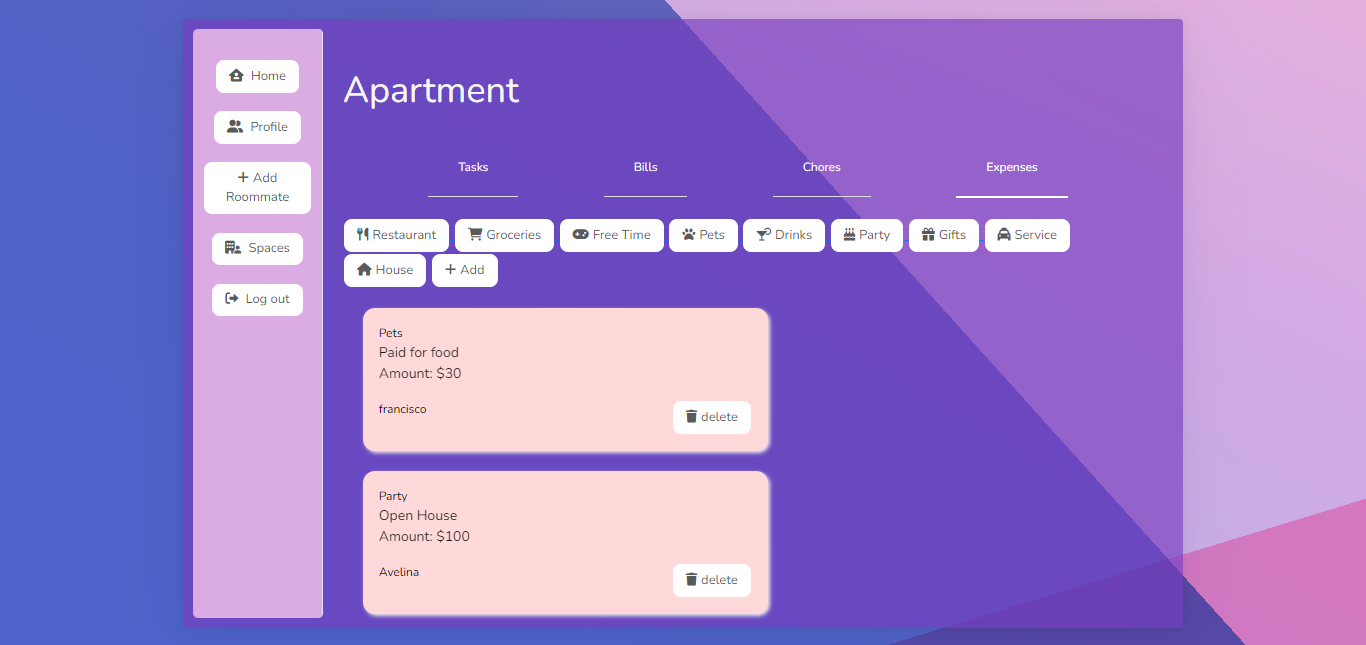 Home
Profile
Add
Roommate
Spaces
Log out
Apartment
Tasks Bills Chores Expenses
Restaurant Groceries Free Time Pets Drinks Party Gifts Service
House Add
Pets
Paid for food
Amount: $30
francisco
delete
Party
Open House
Amount: $100
Avelina
delete